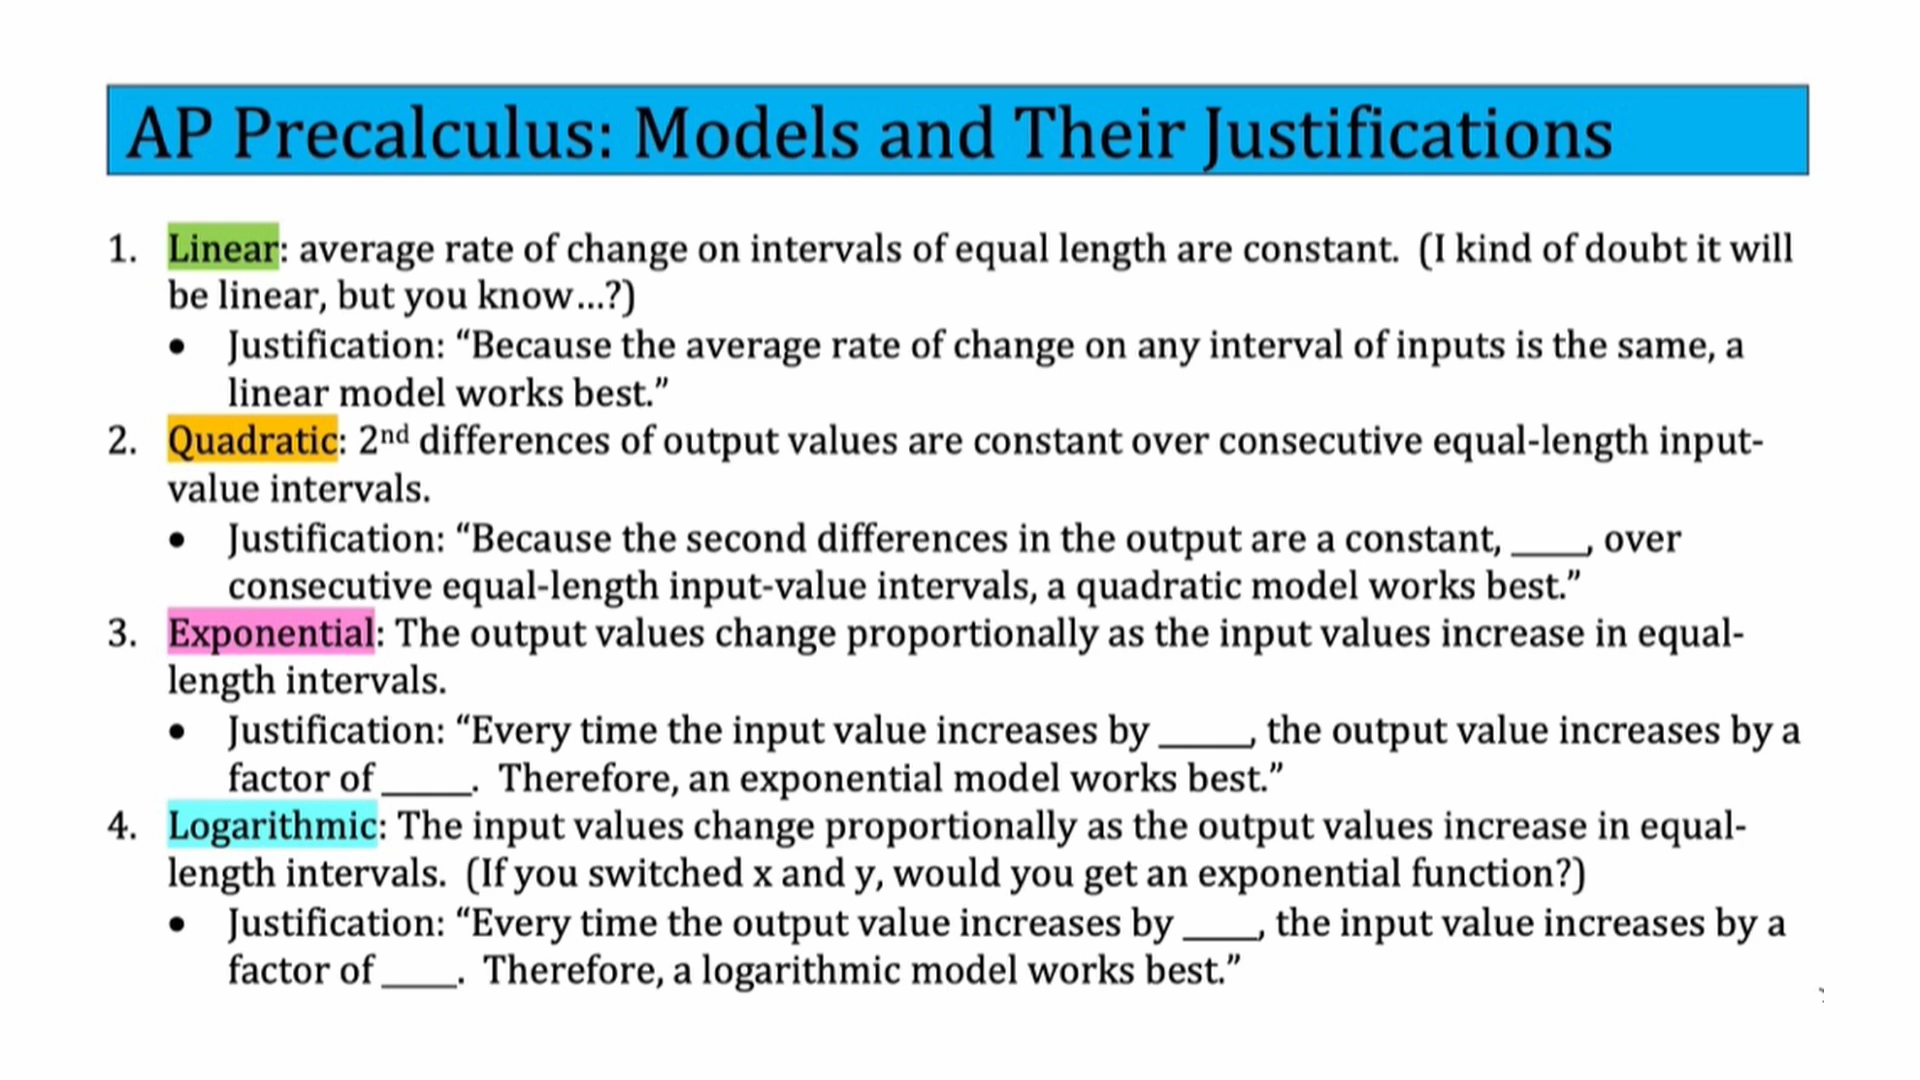 AP Precalculus: Models and Their Justifications
1. Linear: average rate of change on intervals of equal length are constant. (I kind of doubt it will
be linear, but you know...?)
• Justification: “Because the average rate of change on any interval of inputs is the same, a
linear model works best.”
2. Quadratic: 2nd differences of output values are constant over consecutive equal-length input-
value intervals.
• Justification: “Because the second differences in the output are a constant, ____, over
consecutive equal-length input-value intervals, a quadratic model works best.”
3. Exponential: The output values change proportionally as the input values increase in equal-
length intervals.
• Justification: “Every time the input value increases by _____, the output value increases by a
factor of _____. Therefore, an exponential model works best.”
4. Logarithmic: The input values change proportionally as the output values increase in equal-
length intervals. (If you switched x and y, would you get an exponential function?)
• Justification: “Every time the output value increases by ____, the input value increases by a
factor of ____. Therefore, a logarithmic model works best.”